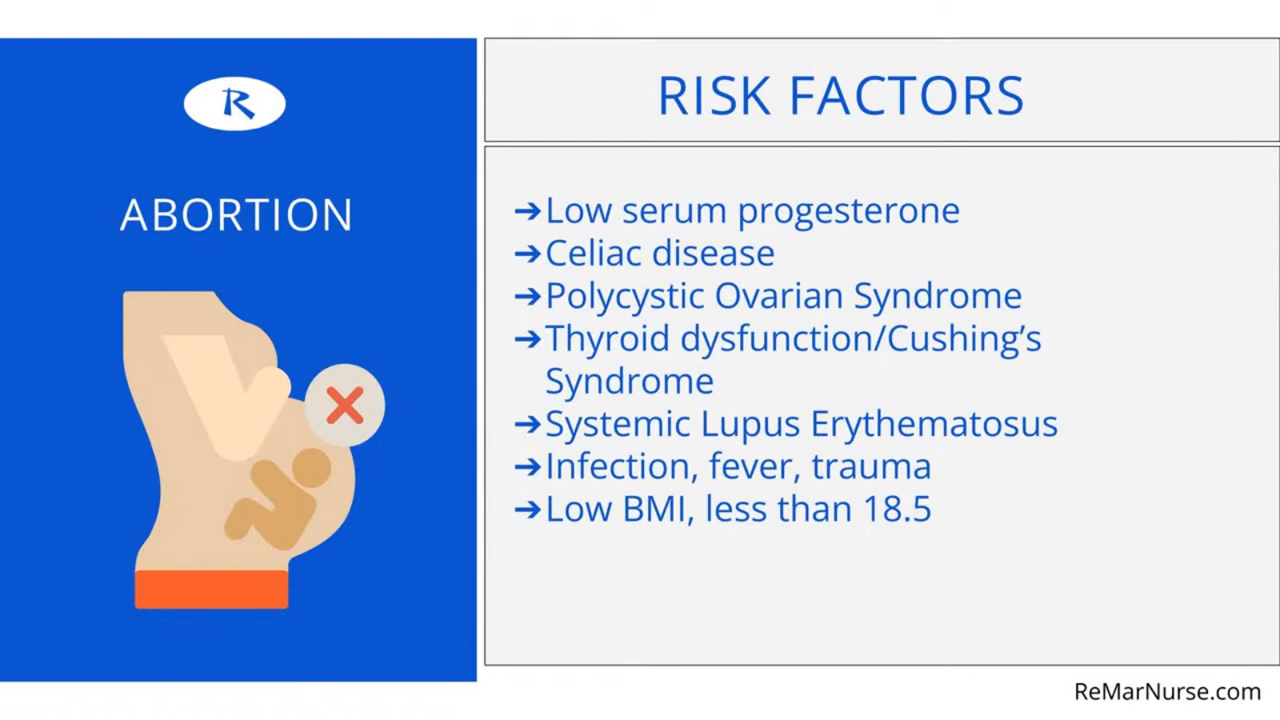 R
ABORTION
RISK FACTORS
➔Low serum progesterone
➔Celiac disease
➔Polycystic Ovarian Syndrome
➔Thyroid dysfunction/Cushing’s
Syndrome
➔Systemic Lupus Erythematosus
➔Infection, fever, trauma
➔Low BMI, less than 18.5
ReMarNurse.com